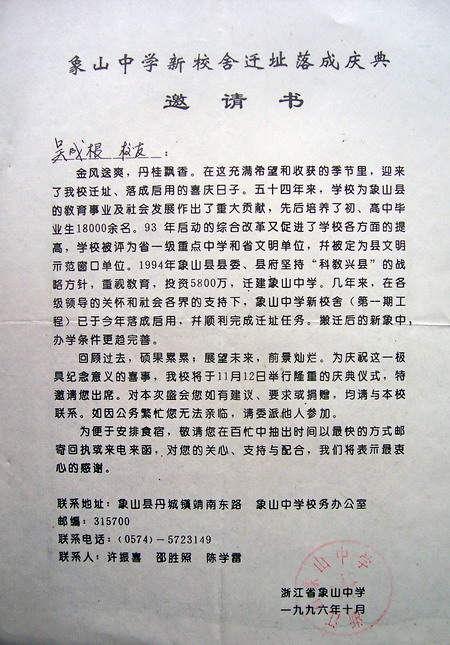 象山中学新校舍迁址落成庆典
邀请书
吴成根 校友：
金风送爽，丹桂飘香。在这充满希望和收获的季节里，迎来
了我校迁址、落成启用的喜庆日子。五十四年来，学校为象山县
的教育事业及社会发展作出了重大贡献，先后培养了初、高中毕
业生18000余名。93 年启动的综合改革又促进了学校各方面的提
高，学校被评为省一级重点中学和省文明单位，并被定为县文明
示范窗口单位。1994年象山县县委、县府坚持“科教兴县”的战
略方针，重视教育，投资5800万，迁建象山中学。几年来，在各
级领导的关怀和社会各界的支持下，象山中学新校舍（第一期工
程）已于今年落成启用，并顺利完成迁址任务。搬迁后的新象中，
办学条件更趋完善。
回顾过去，硕果累累；展望未来，前景灿烂。为庆祝这一极
具纪念意义的喜事，我校将于11月12日举行隆重的庆典仪式，特
邀请您出席。对本次盛会您如有建议、要求或捐赠，均请与本校
联系。如因公务繁忙您无法亲临，请委派他人参加。
为便于安排食宿，敬请您在百忙中抽出时间以最快的方式邮
寄回执或来电来函，对您的关心、支持与配合，我们将表示最衷
心的感谢。
联系地址：象山县丹城镇靖南东路 象山中学校务办公室
邮编：315700
联系电话：(0574)－5723149
联系人：许振喜 邵胜照 陈学雷
浙江省象山中学
一九九六年十月
浙江省象山中学